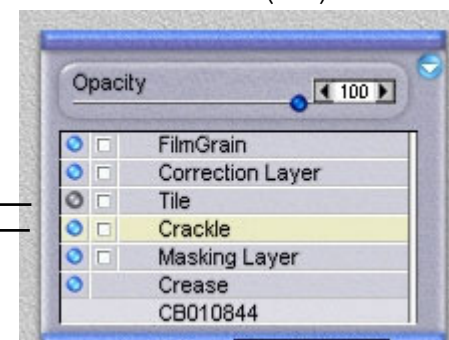 Opacity
100
FilmGrain
Correction Layer
Tile
Crackle
Masking Layer
Crease
CB010844